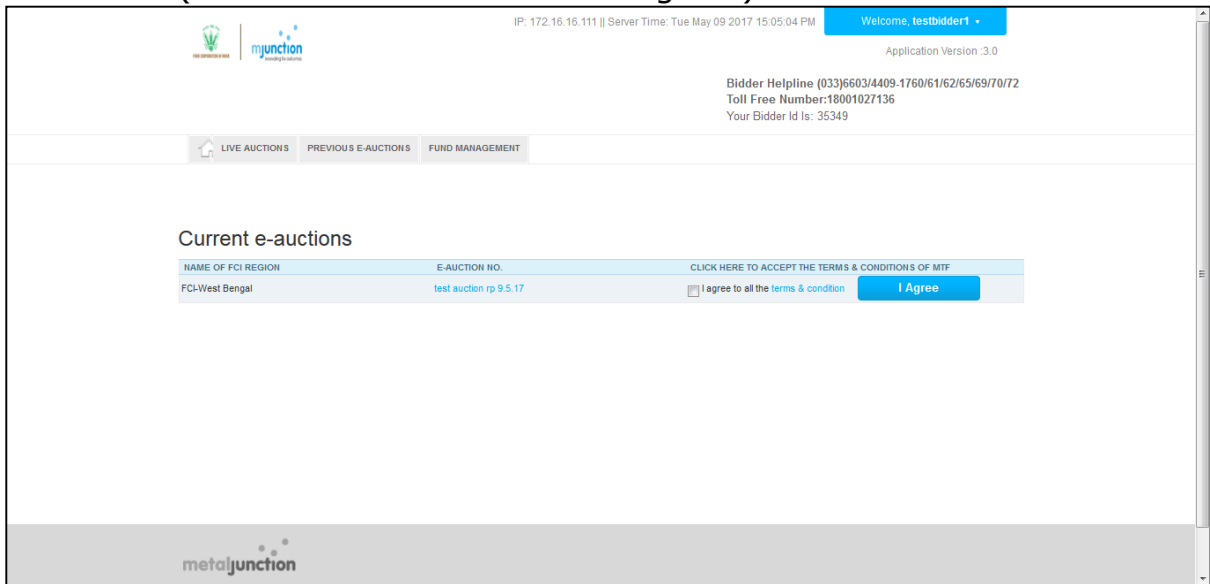 IP: 172.16.16.111 || Server Time: Tue May 09 2017 15:05:04 PM
Welcome, testbidder1
mjunction
Application Version :3.0
Bidder Helpline (033)6603/4409-1760/61/62/65/69/70/72
Toll Free Number:18001027136
Your Bidder Id Is: 35349
LIVE AUCTIONS PREVIOUS E-AUCTIONS FUND MANAGEMENT
Current e-auctions
NAME OF FCI REGION E-AUCTION NO. CLICK HERE TO ACCEPT THE TERMS & CONDITIONS OF MTF
FCI-West Bengal test auction rp 9.5.17 I agree to all the terms & condition I Agree
metaljunction